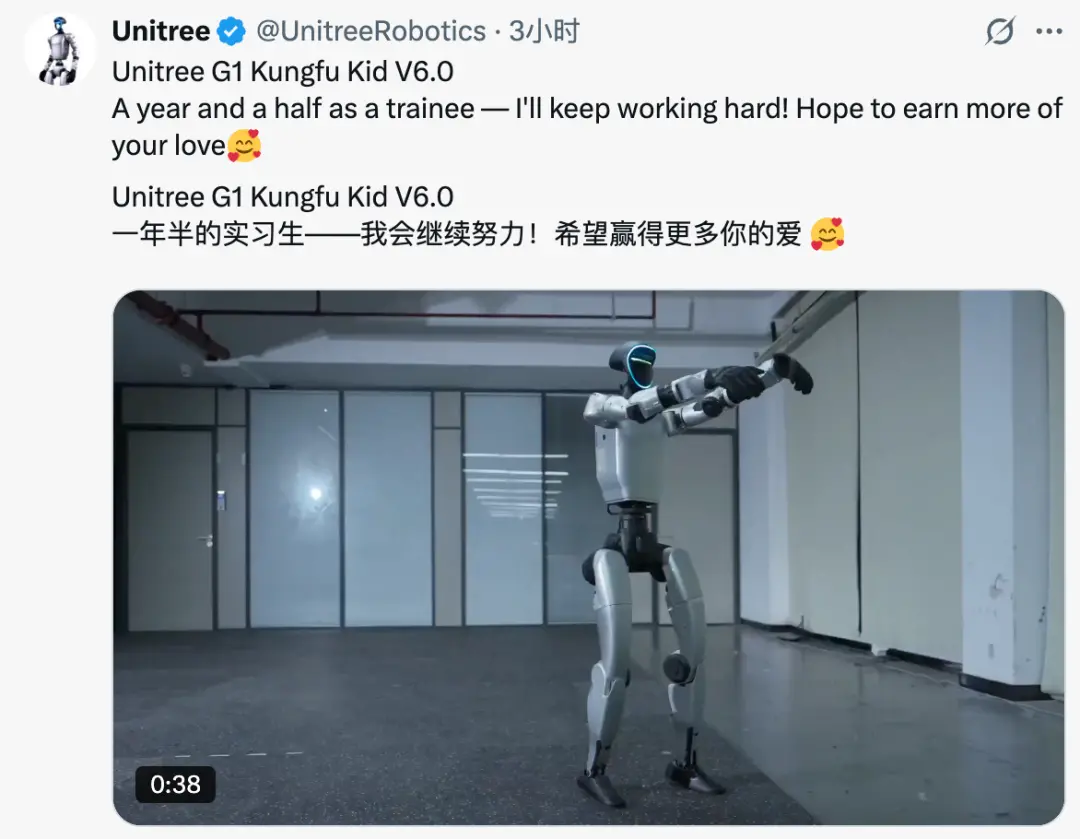 Unitree @UnitreeRobotics · 3小时
Unitree G1 Kungfu Kid V6.0
A year and a half as a trainee — I'll keep working hard! Hope to earn more of
your love🥰
Unitree G1 Kungfu Kid V6.0
一年半的实习生——我会继续努力！希望赢得更多你的爱 🥰
0:38